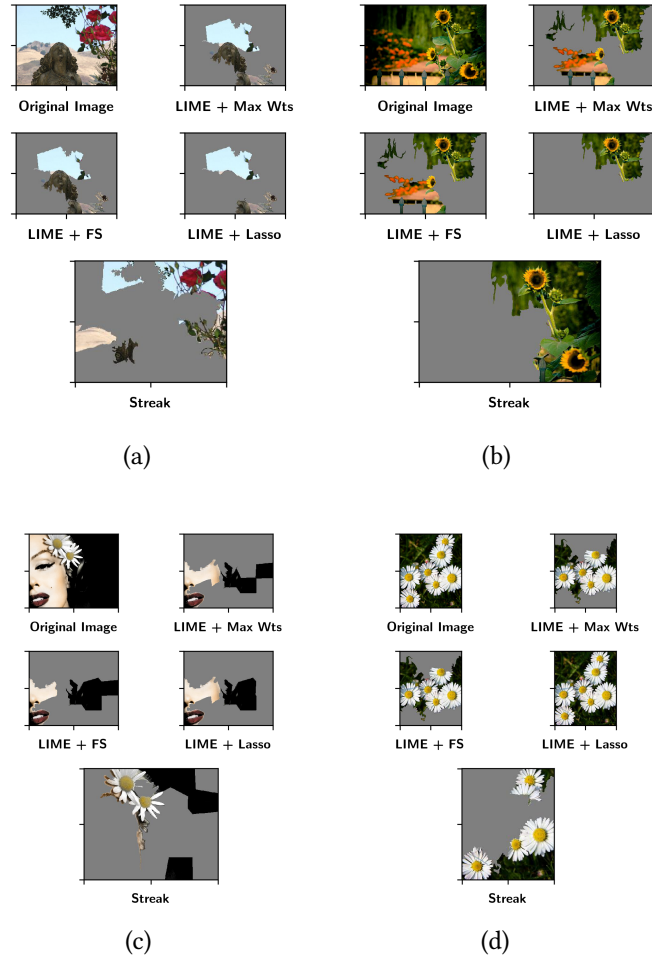 Original Image
LIME + Max Wts
Original Image
LIME + Max Wts
LIME + FS
LIME + Lasso
LIME + FS
LIME + Lasso
Streak
Streak
(a)
(b)
Original Image
LIME + Max Wts
Original Image
LIME + Max Wts
LIME + FS
LIME + Lasso
LIME + FS
LIME + Lasso
Streak
Streak
(c)
(d)